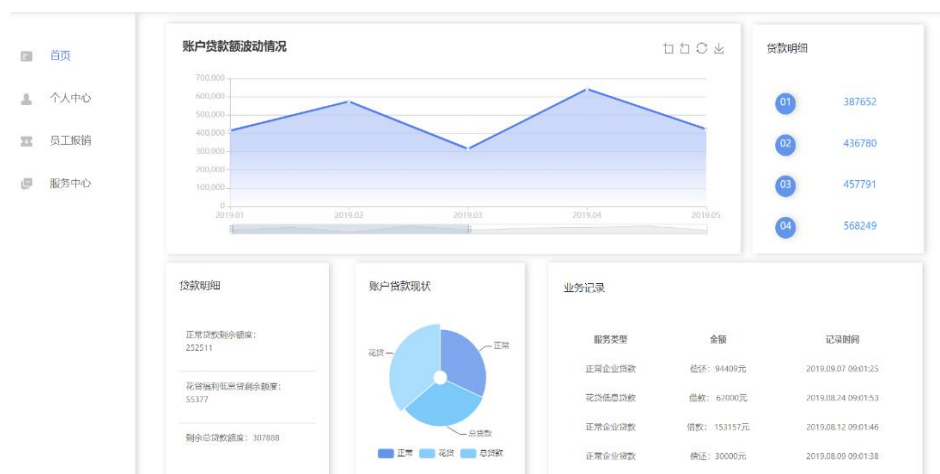 首页
个人中心
员工报销
服务中心
账户贷款额波动情况
700,000
600,000
500,000
400,000
300,000
200,000
100,000
0
2019.01 2019.02 2019.03 2019.04 2019.05
贷款明细
01 387652
02 436780
03 457791
04 568249
贷款明细
正常贷款剩余额度：
252511
花贷福利低息贷剩余额度：
55377
剩余总贷款额度：307888
账户贷款现状
花贷
正常
总贷款
正常 花贷 总贷款
业务记录
服务类型 金额 记录时间
正常企业贷款 偿还：94409元 2019.09.07 09:01:25
花贷低息贷款 借款：62000元 2019.08.24 09:01:53
正常企业贷款 借款：153157元 2019.08.12 09:01:46
正常企业贷款 偿还：30000元 2019.08.09 09:01:38